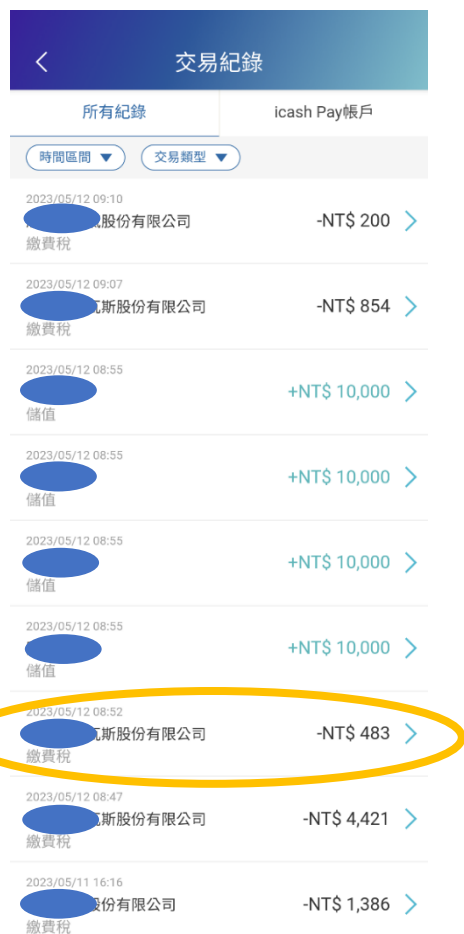 交易紀錄
所有紀錄 icash Pay帳戶
時間區間 交易類型
2023/05/12 09:10
股份有限公司 -NT$ 200
繳費稅
2023/05/12 09:07
瓦斯股份有限公司 -NT$ 854
繳費稅
2023/05/12 08:55
+NT$ 10,000
儲值
2023/05/12 08:55
+NT$ 10,000
儲值
2023/05/12 08:55
+NT$ 10,000
儲值
2023/05/12 08:55
+NT$ 10,000
儲值
2023/05/12 08:52
瓦斯股份有限公司 -NT$ 483
繳費稅
2023/05/12 08:47
瓦斯股份有限公司 -NT$ 4,421
繳費稅
2023/05/11 16:16
份有限公司 -NT$ 1,386
繳費稅